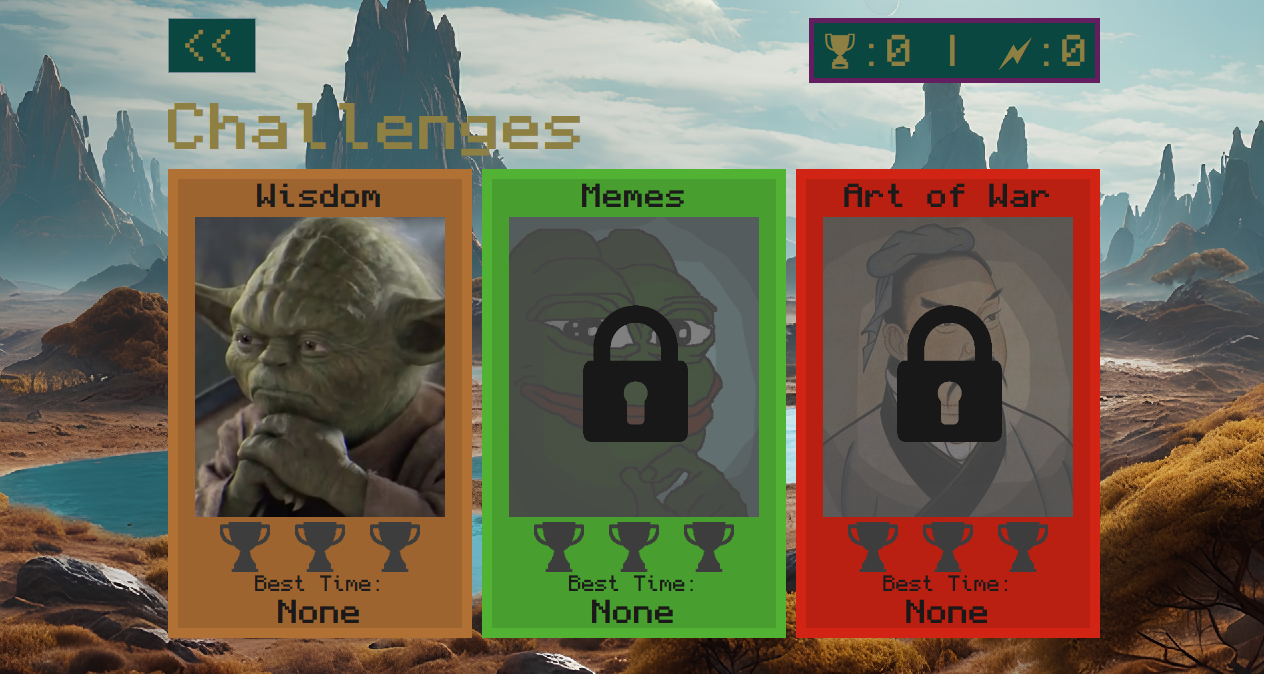 <<
:0 | :0
Challenges
Wisdom
Memes
Art of War
Best Time:
None
Best Time:
None
Best Time:
None